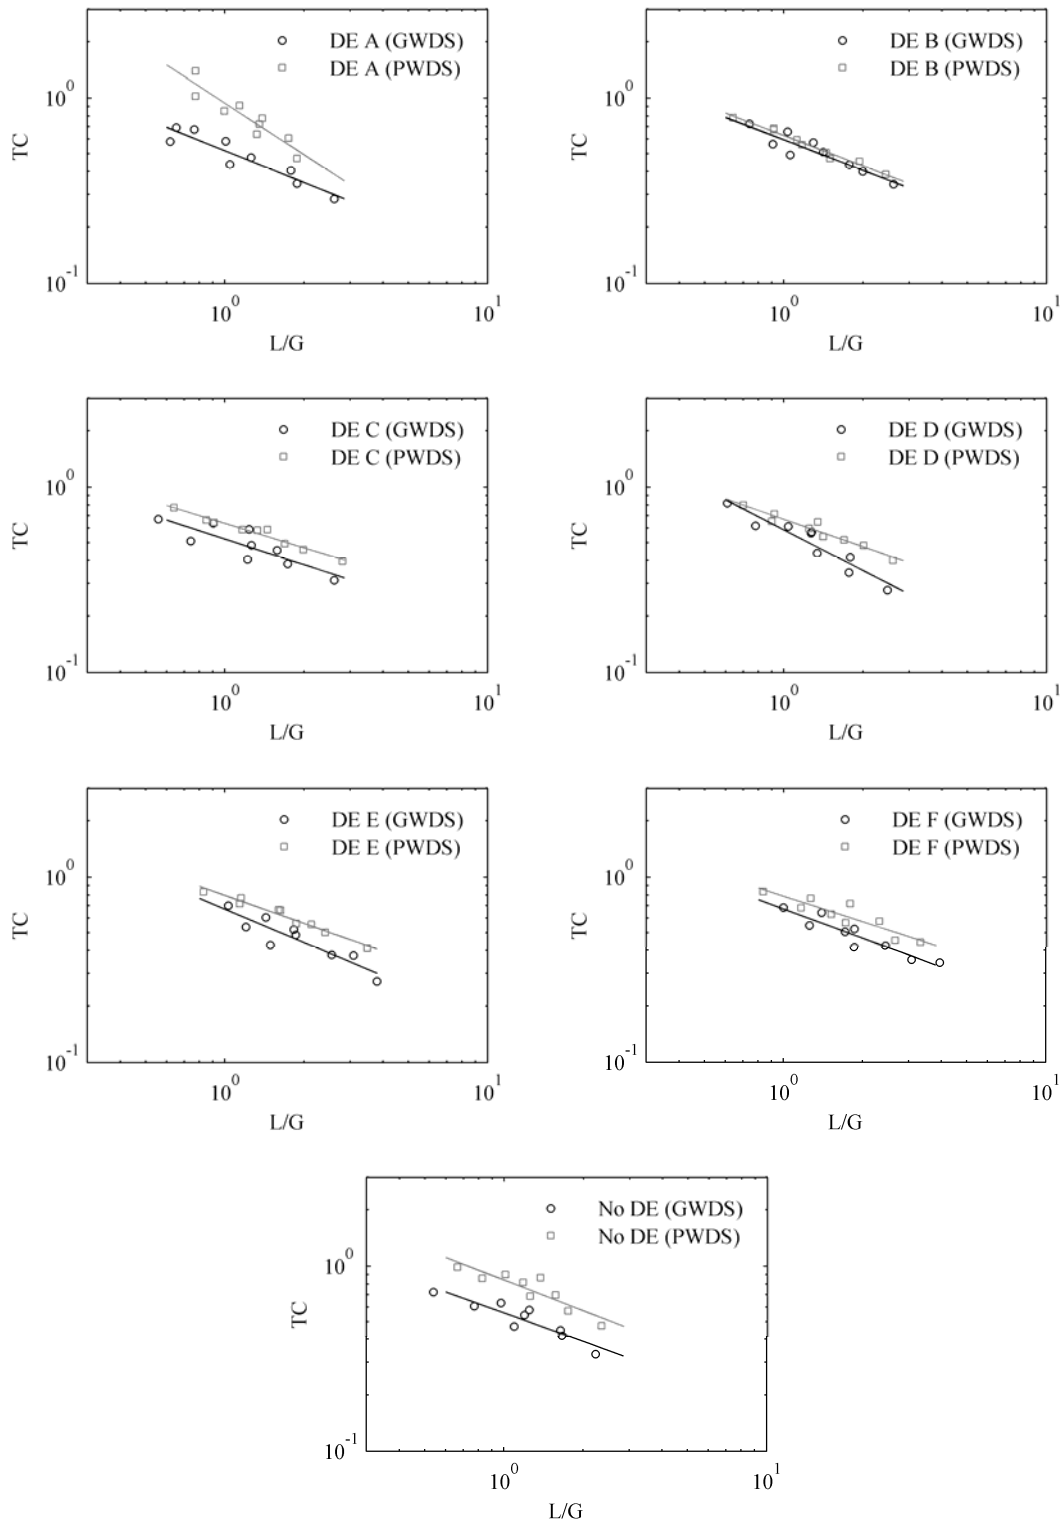 DE A (GWDS)
DE A (PWDS)
10^0
TC
10^-1
10^0
10^1
L/G
DE B (GWDS)
DE B (PWDS)
10^0
TC
10^-1
10^0
10^1
L/G
DE C (GWDS)
DE C (PWDS)
10^0
TC
10^-1
10^0
10^1
L/G
DE D (GWDS)
DE D (PWDS)
10^0
TC
10^-1
10^0
10^1
L/G
DE E (GWDS)
DE E (PWDS)
10^0
TC
10^-1
10^0
10^1
L/G
DE F (GWDS)
DE F (PWDS)
10^0
TC
10^-1
10^0
10^1
L/G
No DE (GWDS)
No DE (PWDS)
10^0
TC
10^-1
10^0
10^1
L/G